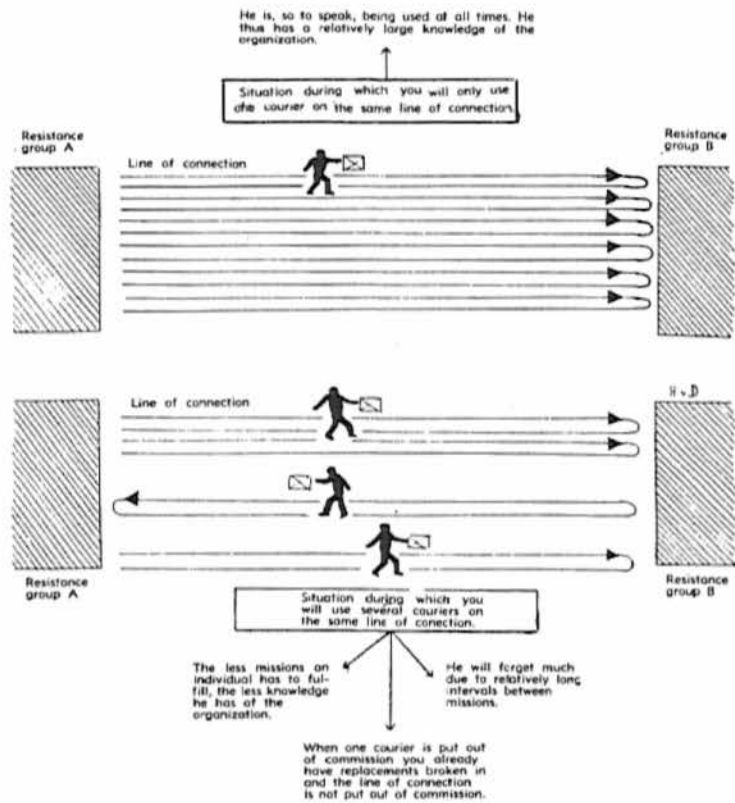 He is, so to speak, being used at all times. He
thus has a relatively large knowledge of the
organization.
Situation during which you will only use
one courier on the same line of connection.
Resistance
group A
Resistance
group B
Line of connection
Line of connection
H v D
Resistance
group A
Resistance
group B
Situation during which you
will use several couriers on
the same line of conection.
The less missions an
individual has to ful-
fill, the less knowledge
he has of the
organization.
He will forget much
due to relatively long
intervals between
missions.
When one courier is put out
of commission you already
have replacements broken in
and the line of connection
is not put out of commission.